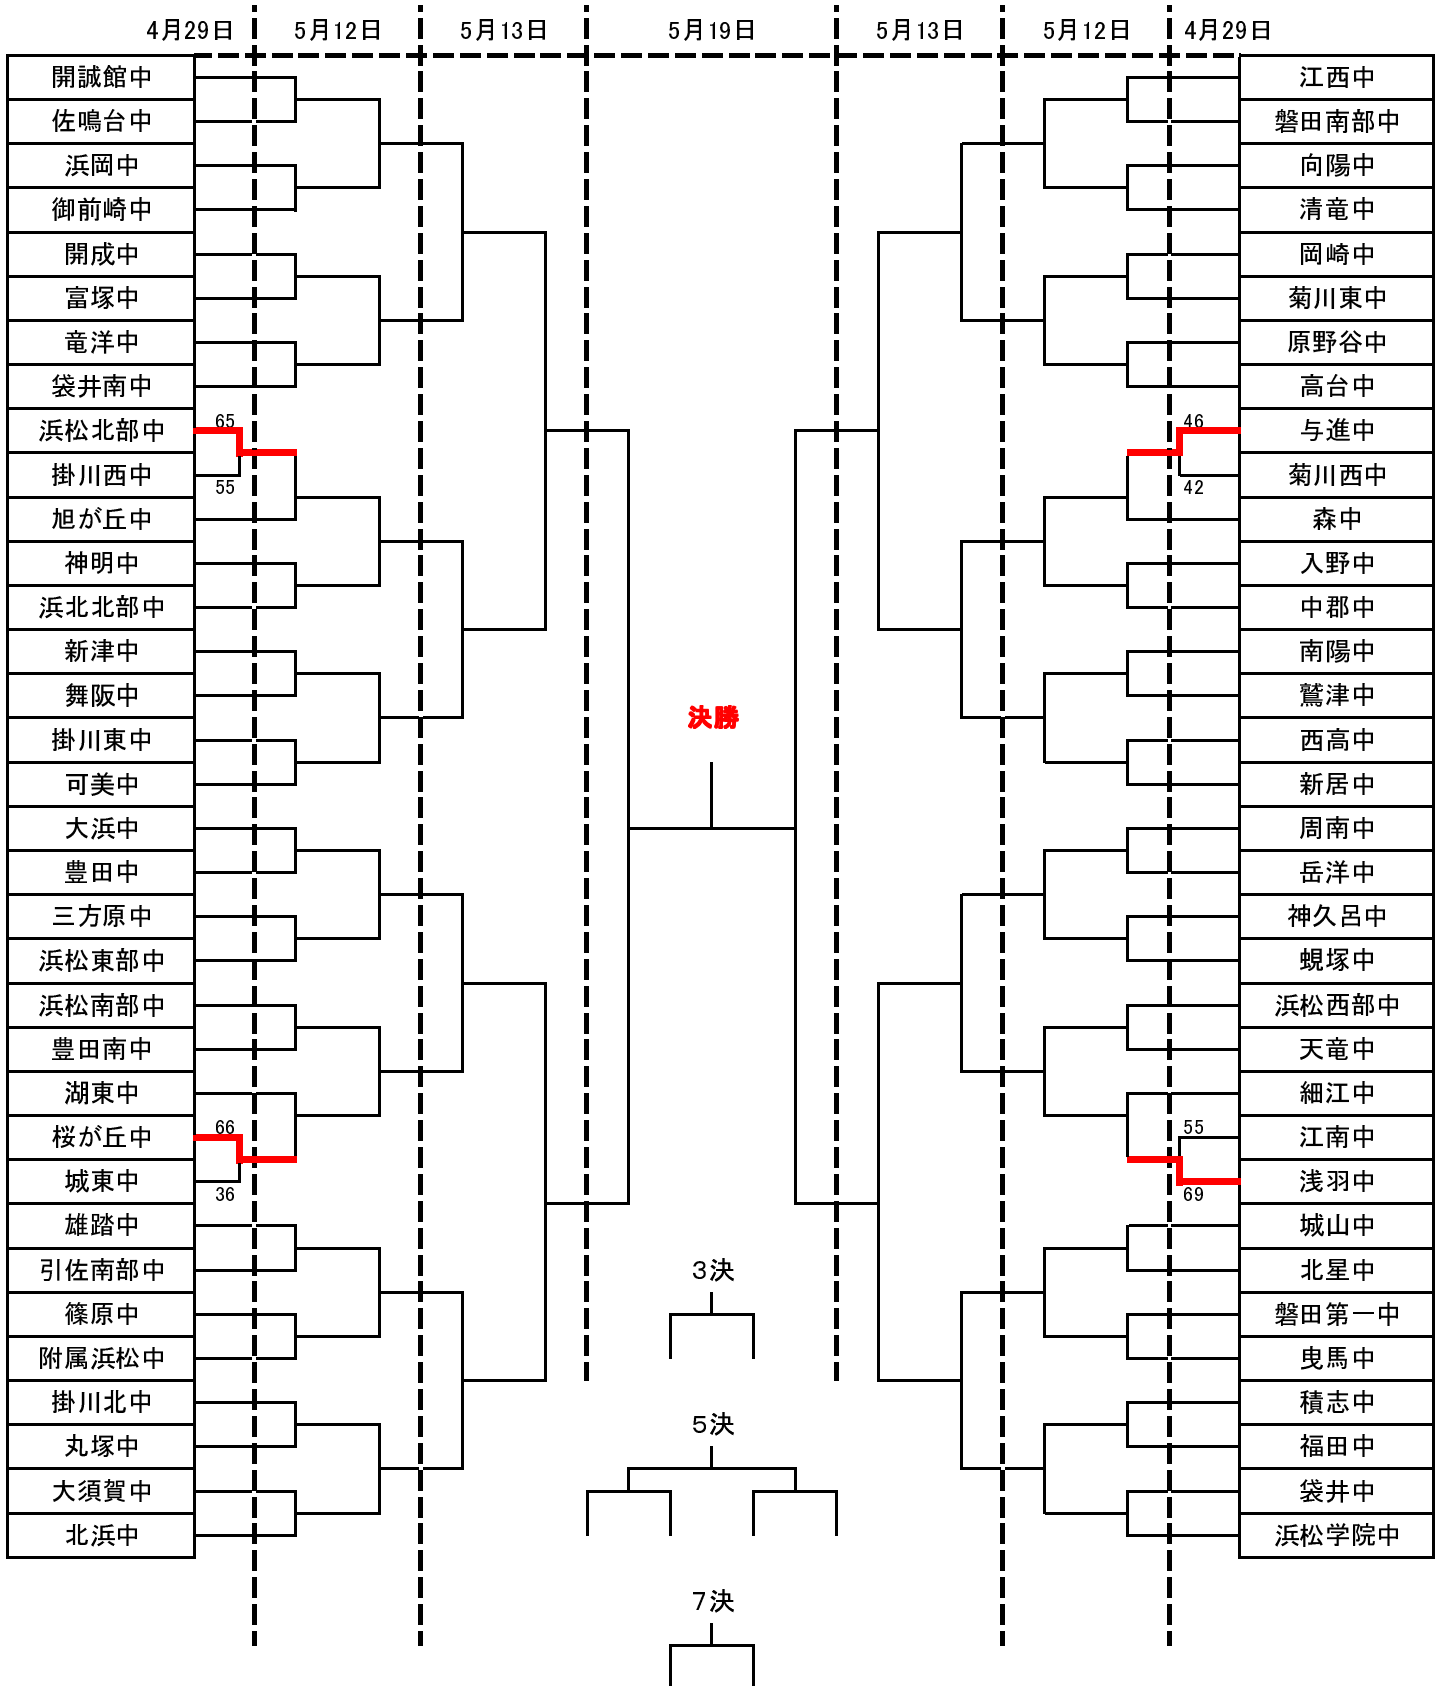 4月29日 5月12日 5月13日 5月19日 5月13日 5月12日 4月29日
開誠館中
佐鳴台中
浜岡中
御前崎中
開成中
富塚中
竜洋中
袋井南中
浜松北部中
65
掛川西中
55
旭が丘中
神明中
浜北北部中
新津中
舞阪中
掛川東中
可美中
大浜中
豊田中
三方原中
浜松東部中
浜松南部中
豊田南中
湖東中
桜が丘中
66
城東中
36
雄踏中
引佐南部中
篠原中
附属浜松中
掛川北中
丸塚中
大須賀中
北浜中
決勝
3決
5決
7決
江西中
磐田南部中
向陽中
清竜中
岡崎中
菊川東中
原野谷中
高台中
46
与進中
菊川西中
42
森中
入野中
中郡中
南陽中
鷲津中
西高中
新居中
周南中
岳洋中
神久呂中
蜆塚中
浜松西部中
天竜中
細江中
55
江南中
浅羽中
69
城山中
北星中
磐田第一中
曳馬中
積志中
福田中
袋井中
浜松学院中